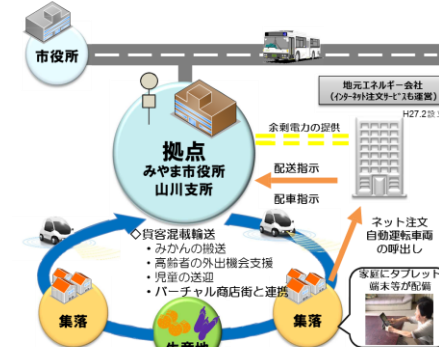 市役所
地元エネルギー会社
(インターネット注文サービスも運営)
H27.2設
余剰電力の提供
拠点
みやま市役所
山川支所
配送指示
配車指示
◇貨客混載輸送
・みかんの搬送
・高齢者の外出機会支援
・児童の送迎
・バーチャル商店街と連携
ネット注文
自動運転車両
の呼出し
家庭にタブレット
端末等が配備
集落
生産地
集落